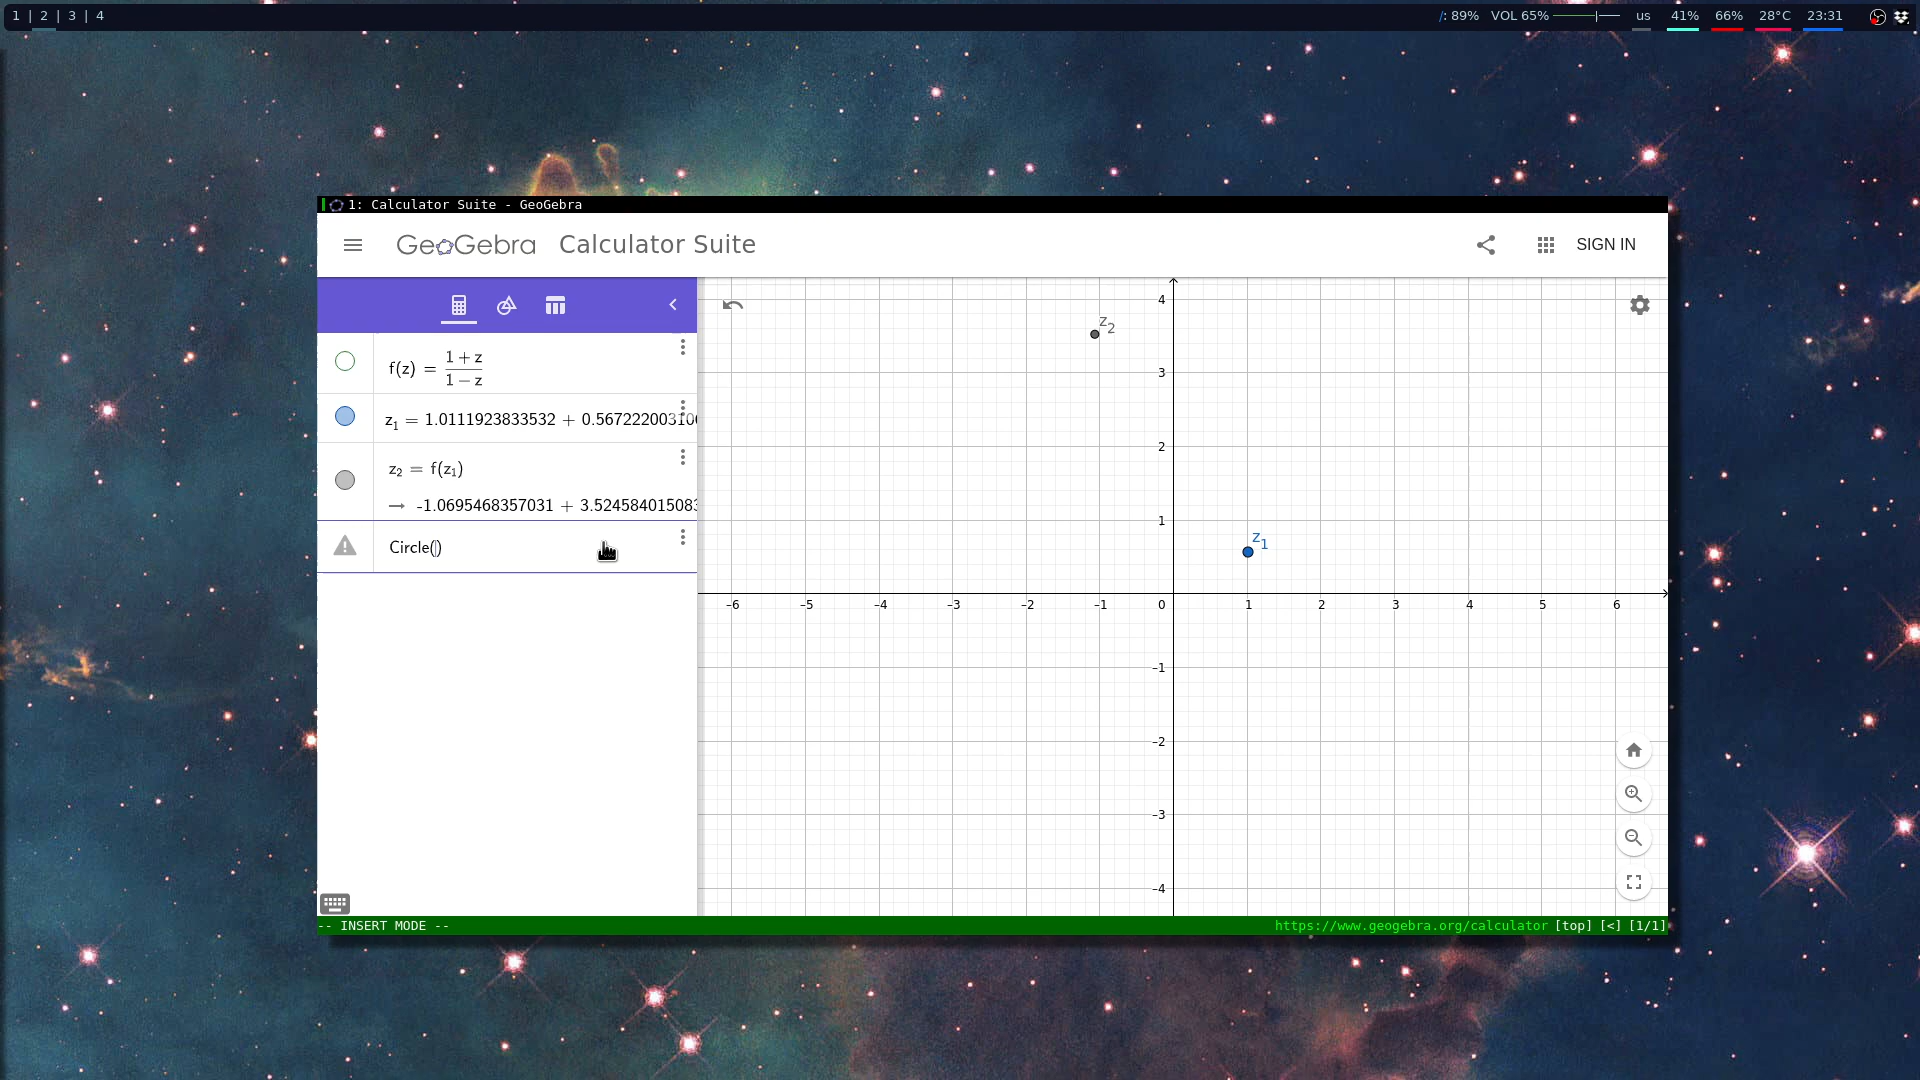 1 | 2 | 3 | 4
/: 89% VOL 65% us 41% 66% 28°C 23:31
1: Calculator Suite - GeoGebra
GeoGebra Calculator Suite SIGN IN
f(z) = (1 + z)/(1 − z)
z₁ = 1.0111923833532 + 0.567222003
z₂ = f(z₁)
→ -1.0695468357031 + 3.524584015083
Circle()
z₂
z₁
4
3
2
1
–6 –5 –4 –3 –2 –1 0 1 2 3 4 5 6
–1
–2
–3
–4
-- INSERT MODE -- https://www.geogebra.org/calculator [top] [<] [1/1]